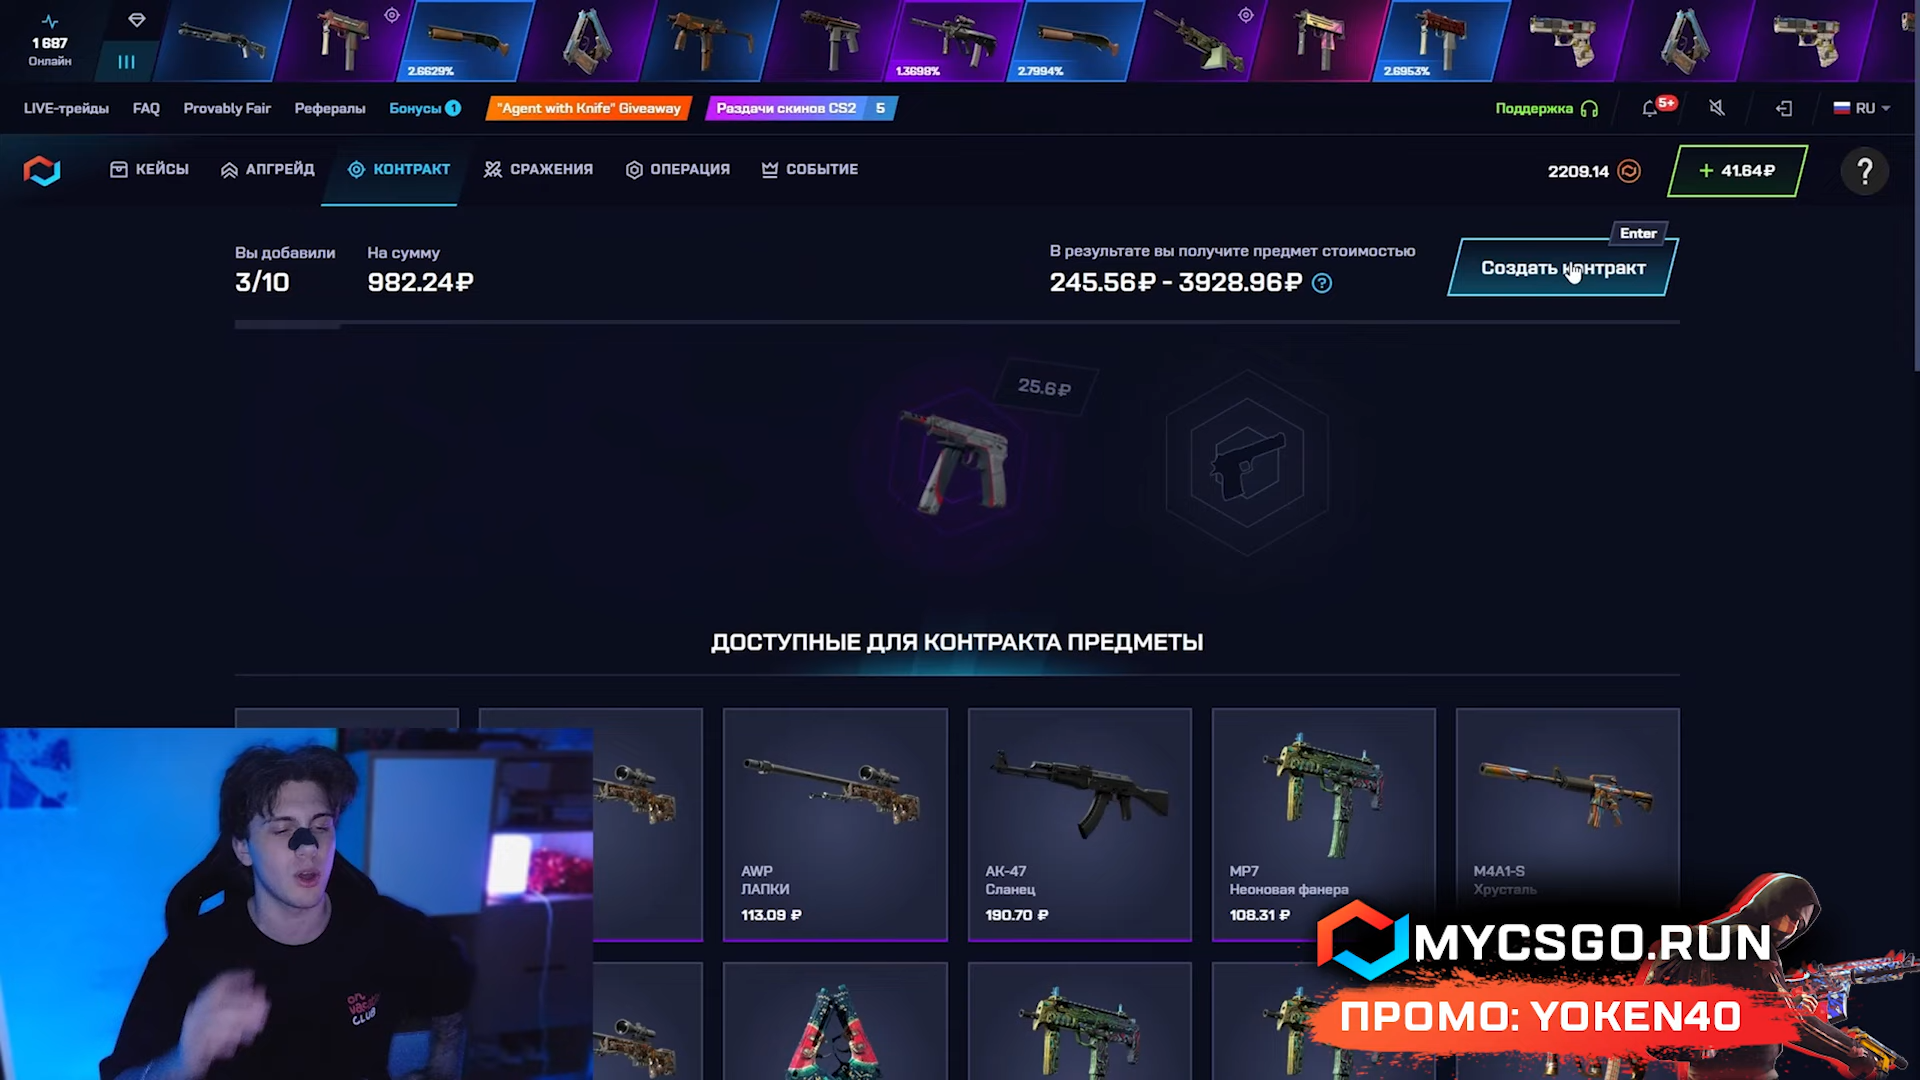 1 687
Онлайн
2.6629%
1.3698%
2.7994%
2.6953%
LIVE-трейды
FAQ
Provably Fair
Рефералы
Бонусы 1
"Agent with Knife" Giveaway
Раздачи скинов CS2 5
Поддержка
5+
RU
КЕЙСЫ
АПГРЕЙД
КОНТРАКТ
СРАЖЕНИЯ
ОПЕРАЦИЯ
СОБЫТИЕ
2209.14
+ 41.64₽
?
Вы добавили
3/10
На сумму
982.24₽
В результате вы получите предмет стоимостью
245.56₽ - 3928.96₽ ?
Enter
Создать контракт
25.6₽
ДОСТУПНЫЕ ДЛЯ КОНТРАКТА ПРЕДМЕТЫ
AWP
ЛАПКИ
113.09 ₽
AK-47
Сланец
190.70 ₽
MP7
Неоновая фанера
108.31 ₽
M4A1-S
Хрусталь
on
vacation
CLUB
MYCSGO.RUN
ПРОМО: YOKEN40